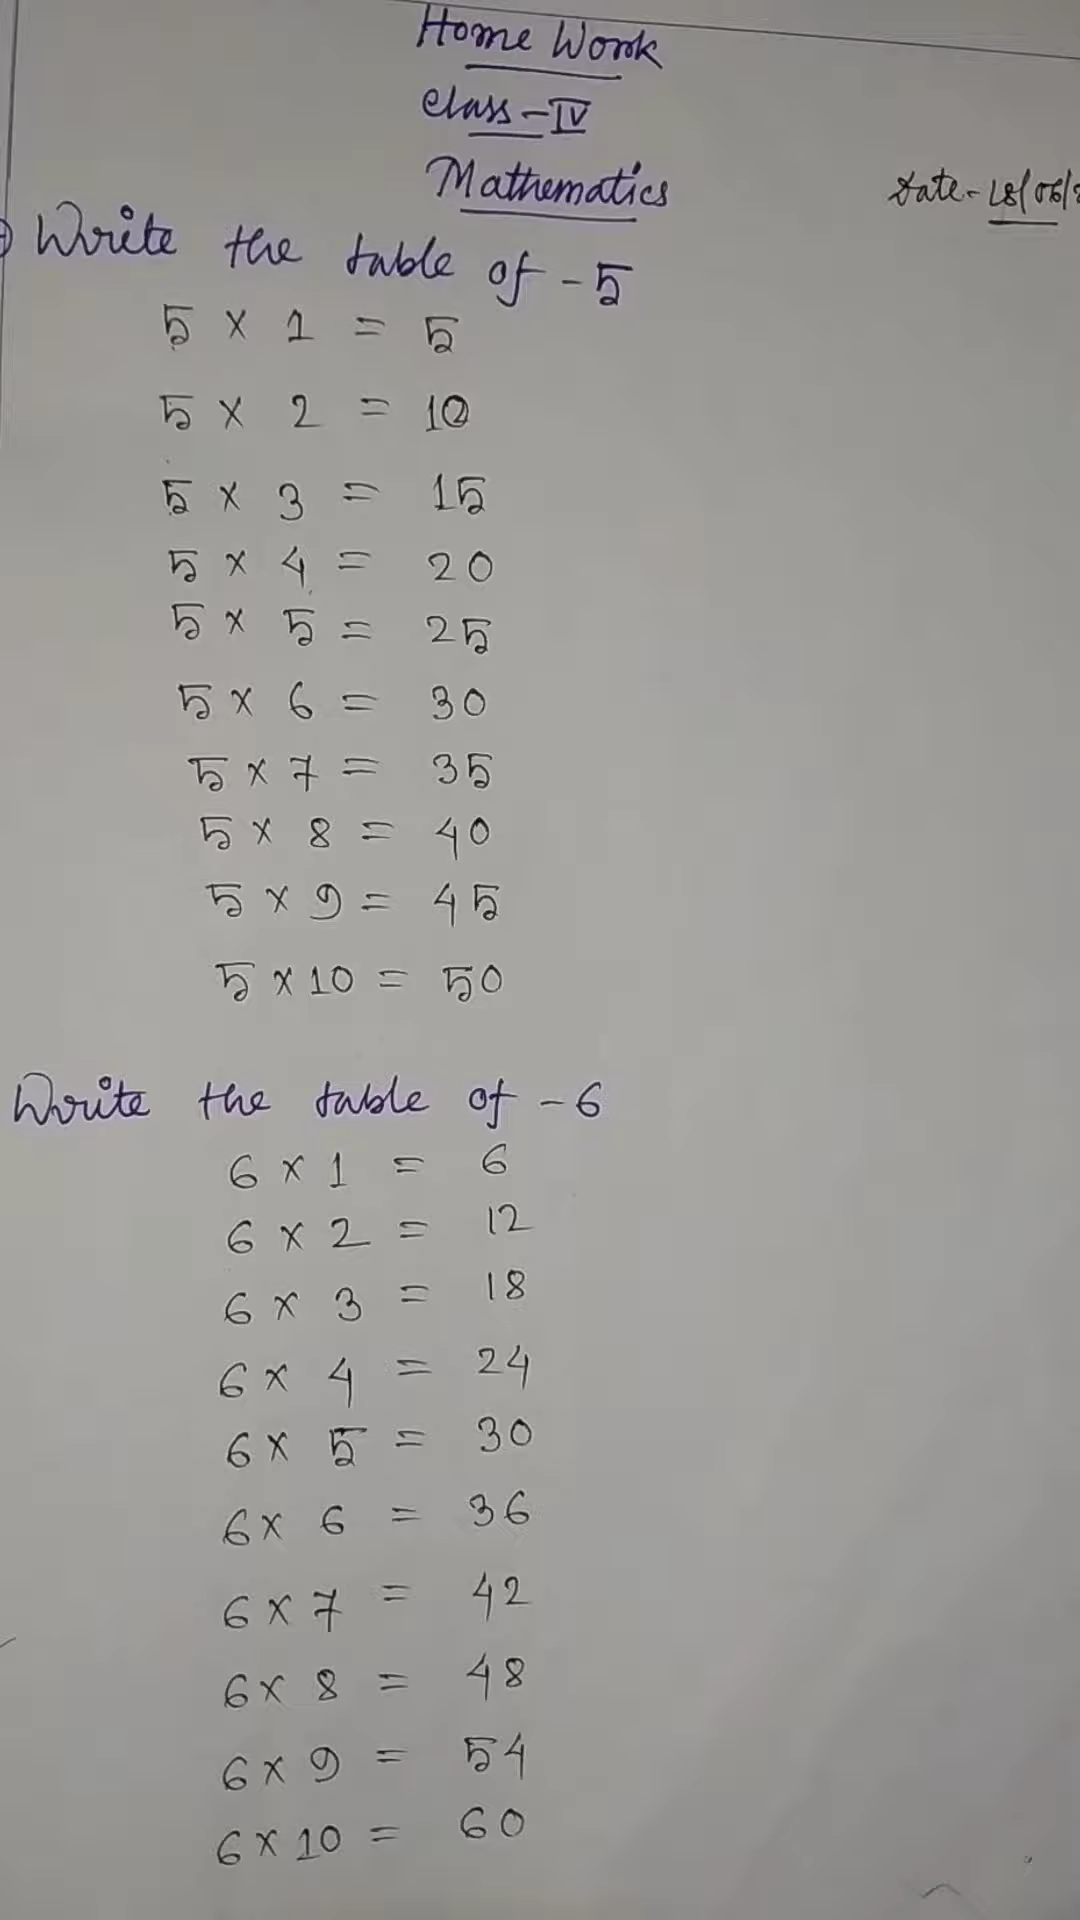 Home Work
Class - IV
Mathematics
Date - 18/06/
Write the table of - 5
5 × 1 = 5
5 × 2 = 10
5 × 3 = 15
5 × 4 = 20
5 × 5 = 25
5 × 6 = 30
5 × 7 = 35
5 × 8 = 40
5 × 9 = 45
5 × 10 = 50
Write the table of - 6
6 × 1 = 6
6 × 2 = 12
6 × 3 = 18
6 × 4 = 24
6 × 5 = 30
6 × 6 = 36
6 × 7 = 42
6 × 8 = 48
6 × 9 = 54
6 × 10 = 60